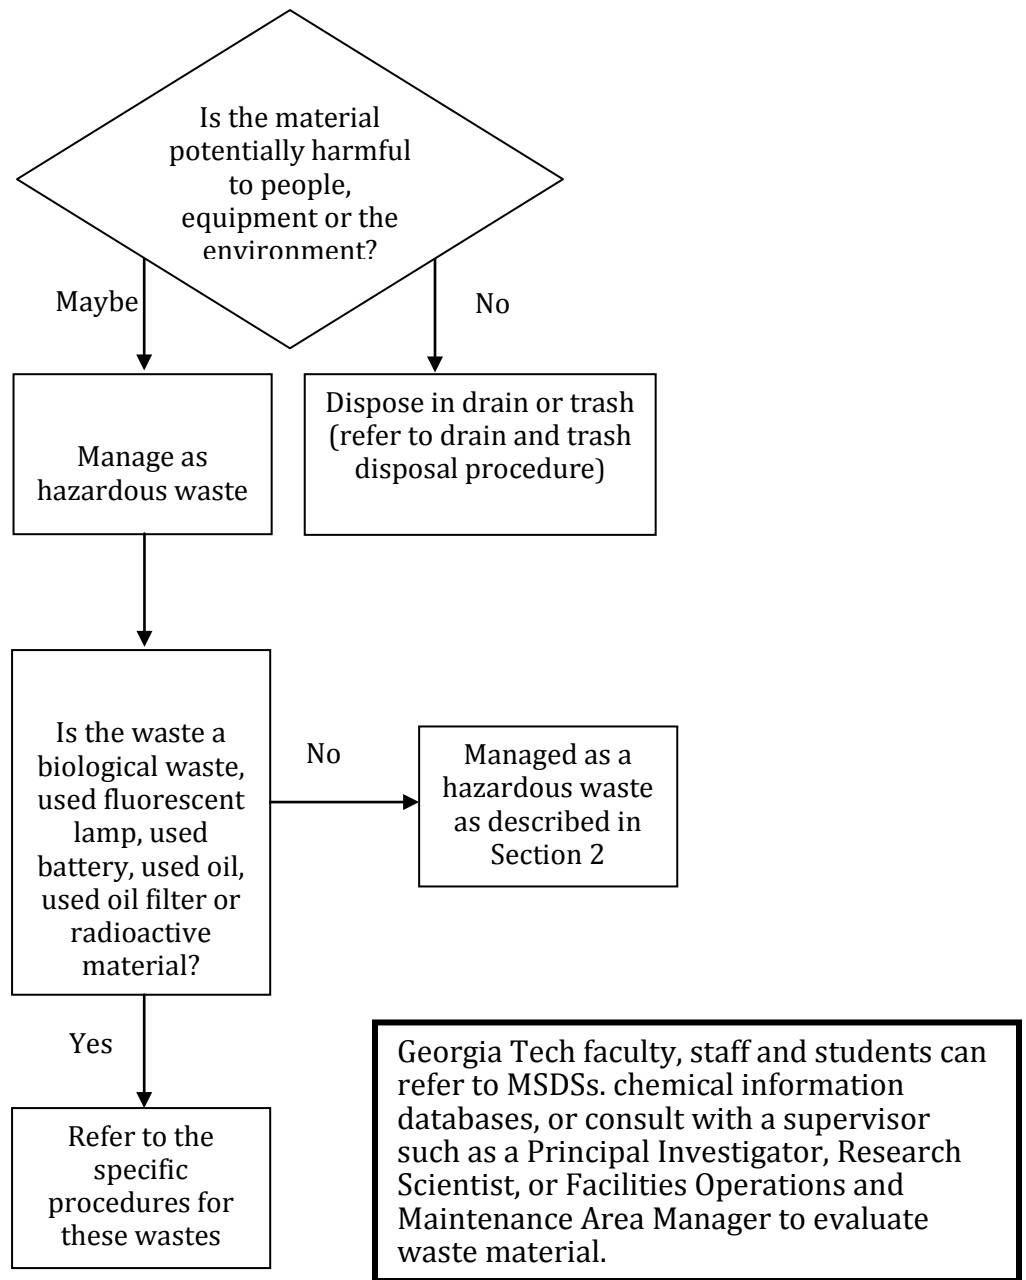 Is the material
potentially harmful
to people,
equipment or the
environment?
Maybe
No
Manage as
hazardous waste
Dispose in drain or trash
(refer to drain and trash
disposal procedure)
Is the waste a
biological waste,
used fluorescent
lamp, used
battery, used oil,
used oil filter or
radioactive
material?
No
Managed as a
hazardous waste
as described in
Section 2
Yes
Refer to the
specific
procedures for
these wastes
Georgia Tech faculty, staff and students can
refer to MSDSs. chemical information
databases, or consult with a supervisor
such as a Principal Investigator, Research
Scientist, or Facilities Operations and
Maintenance Area Manager to evaluate
waste material.